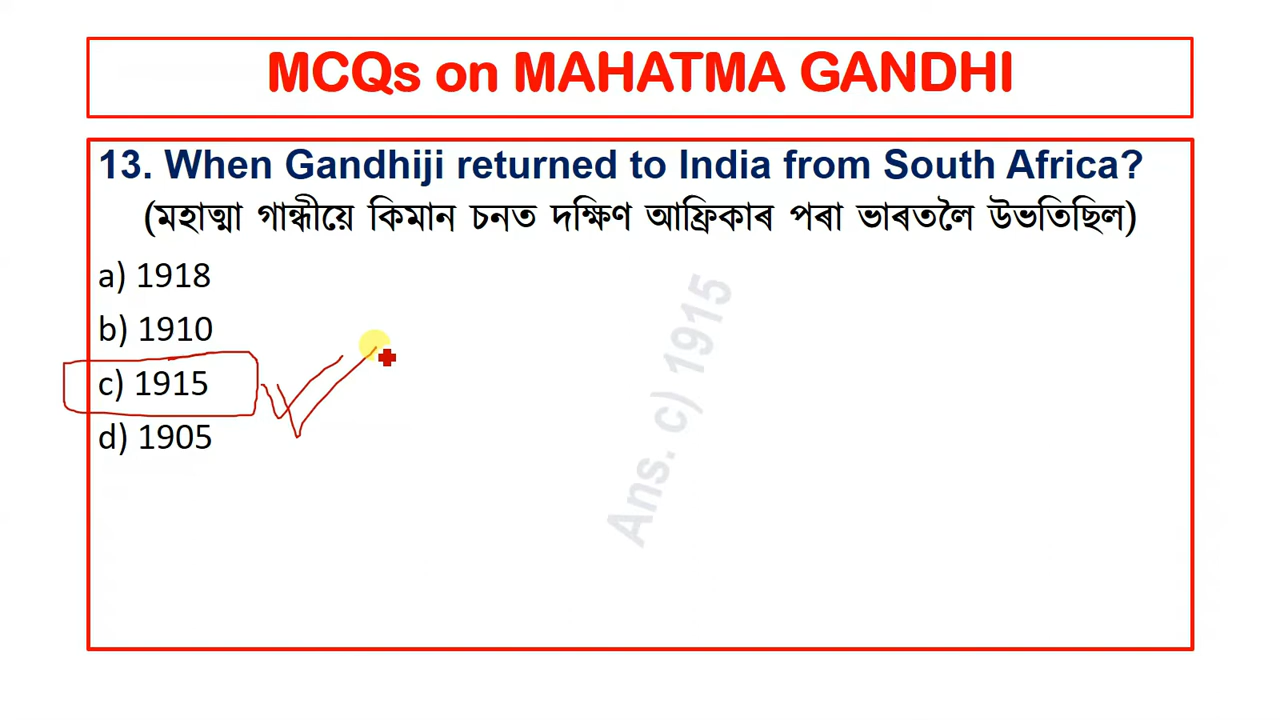 MCQs on MAHATMA GANDHI
13. When Gandhiji returned to India from South Africa?
(মহাত্মা গান্ধীয়ে কিমান চনত দক্ষিণ আফ্ৰিকাৰ পৰা ভাৰতলৈ উভতিছিল)
a) 1918
b) 1910
c) 1915
d) 1905
Ans. c) 1915